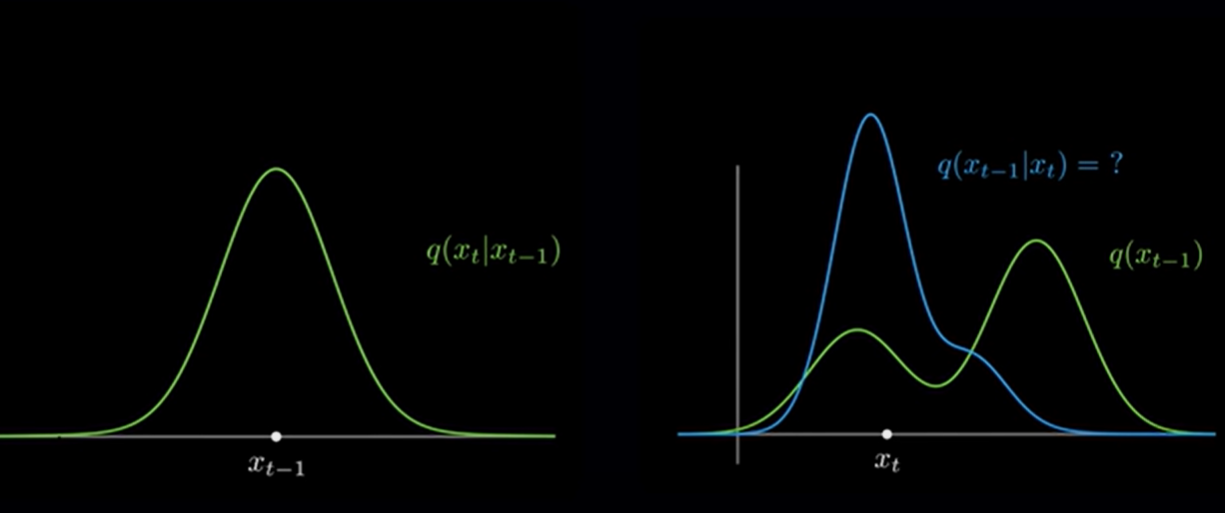 q(x_{t-1}|x_t) = ?
q(x_t|x_{t-1})
q(x_{t-1})
x_{t-1}
x_t